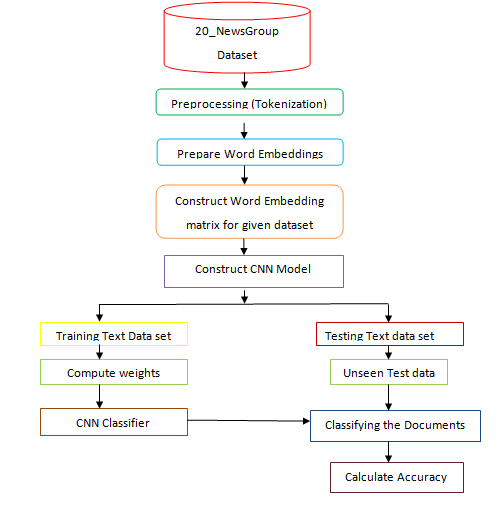 20_NewsGroup
Dataset
Preprocessing (Tokenization)
Prepare Word Embeddings
Construct Word Embedding
matrix for given dataset
Construct CNN Model
Training Text Data set
Testing Text data set
Compute weights
Unseen Test data
CNN Classifier
Classifying the Documents
Calculate Accuracy